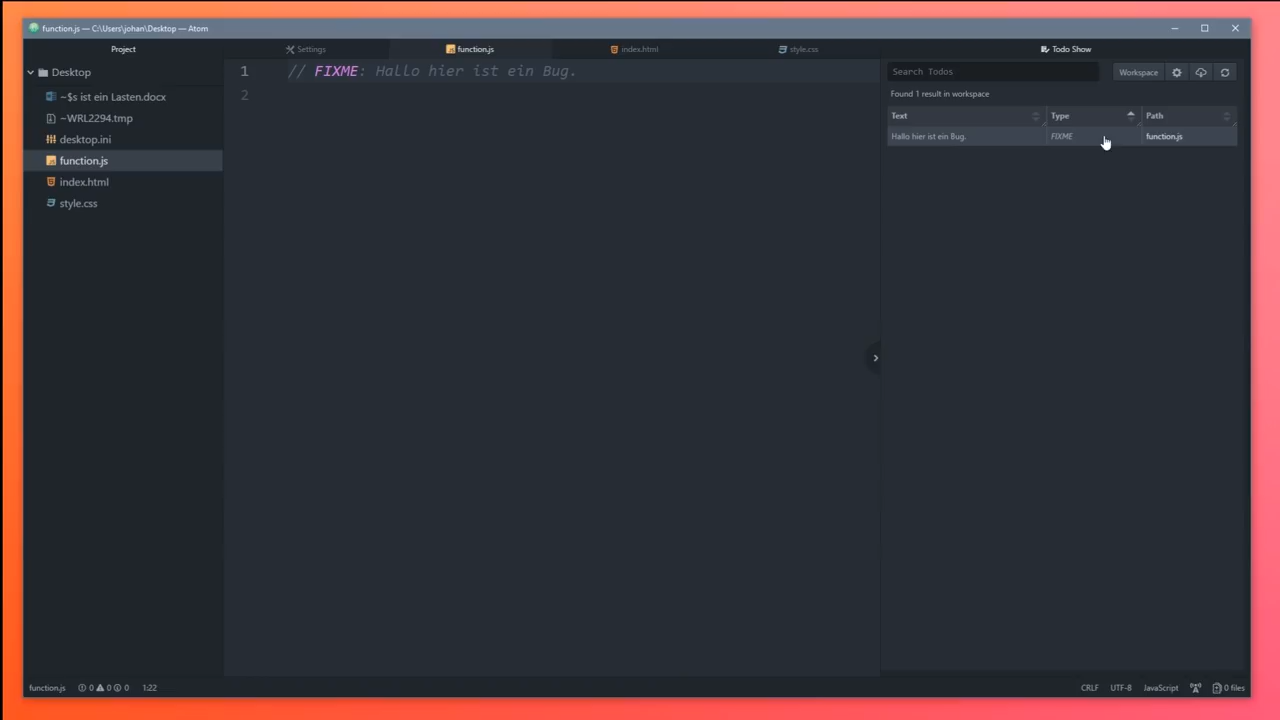 function.js — C:\Users\johan\Desktop — Atom
Project
Settings
function.js
index.html
style.css
Todo Show
Desktop
~$s ist ein Lasten.docx
~WRL2294.tmp
desktop.ini
function.js
index.html
style.css
1 // FIXME: Hallo hier ist ein Bug.
2
Search Todos
Workspace
Found 1 result in workspace
Text Type Path
Hallo hier ist ein Bug. FIXME function.js
function.js 0 0 0 1:22
CRLF UTF-8 JavaScript 0 files